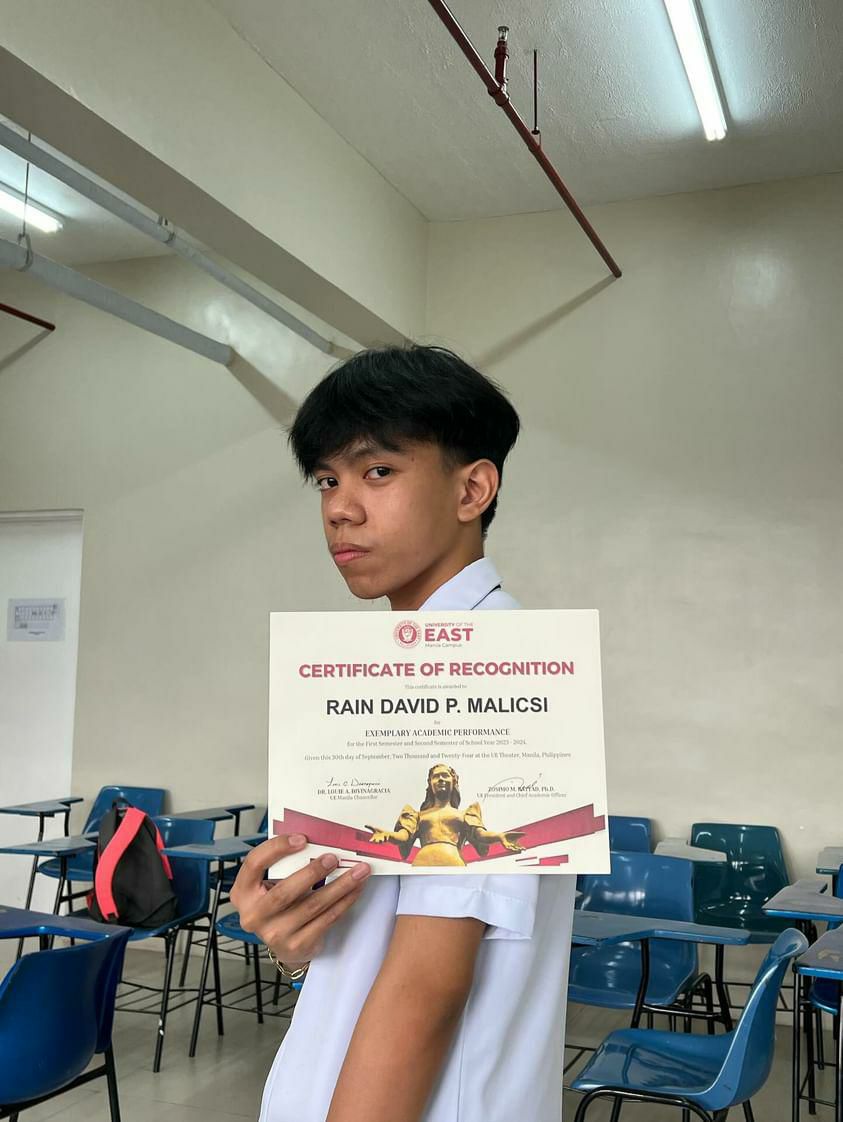 UNIVERSITY OF THE
EAST
Manila Campus
CERTIFICATE OF RECOGNITION
This certificate is awarded to
RAIN DAVID P. MALICSI
for
EXEMPLARY ACADEMIC PERFORMANCE
for the First Semester and Second Semester of School Year 2023 - 2024.
Given this 30th day of September, Two Thousand and Twenty-Four at the UE Theater, Manila, Philippines
DR. LOUIE A. DIVINAGRACIA
UE Manila Chancellor
ZOSIMO M. Ph.D.
UE President and Chief Academic Officer